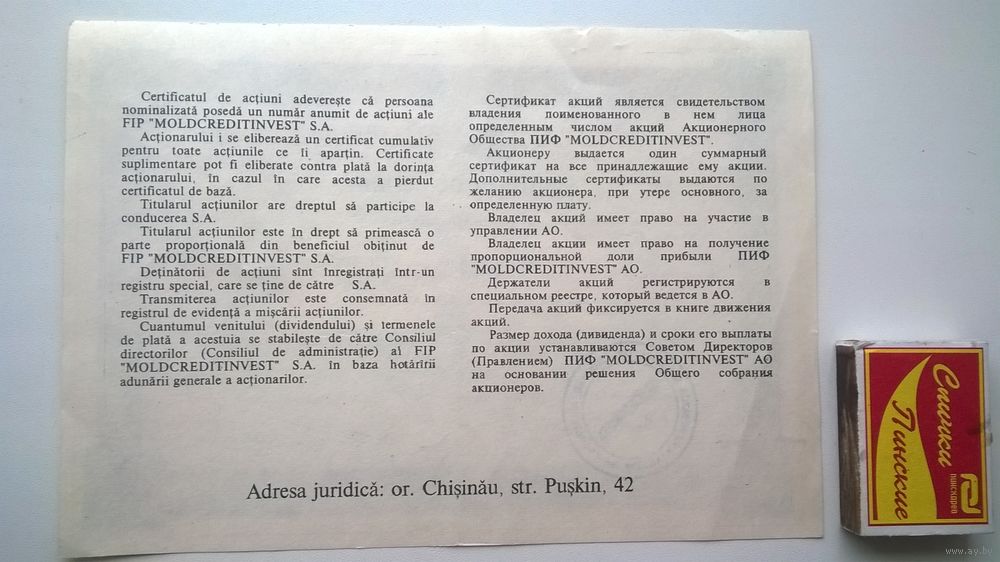 Certificatul de acțiuni adeverește că persoana
nominalizată posedă un număr anumit de acțiuni ale
FIP "MOLDCREDITINVEST" S.A.
Acționarului i se eliberează un certificat cumulativ
pentru toate acțiunile ce îi aparțin. Certificate
suplimentare pot fi eliberate contra plată la dorința
acționarului, în cazul în care acesta a pierdut
certificatul de bază.
Titularul acțiunilor are dreptul să participe la
conducerea S.A.
Titularul acțiunilor este în drept să primească o
parte proporțională din beneficiul obținut de
FIP "MOLDCREDITINVEST" S.A.
Deținătorii de acțiuni sînt înregistrați într-un
registru special, care se ține de către S.A.
Transmiterea acțiunilor este consemnată în
registrul de evidență a mișcării acțiunilor.
Cuantumul venitului (dividendului) și termenele
de plată a acestuia se stabilește de către Consiliul
directorilor (Consiliul de administrație) al FIP
"MOLDCREDITINVEST" S.A. în baza hotărîrii
adunării generale a acționarilor.
Сертификат акций является свидетельством
владения поименованного в нем лица
определенным числом акций Акционерного
Общества ПИФ "MOLDCREDITINVEST".
Акционеру выдается один суммарный
сертификат на все принадлежащие ему акции.
Дополнительные сертификаты выдаются по
желанию акционера, при утере основного, за
определенную плату.
Владелец акций имеет право на участие в
управлении АО.
Владелец акции имеет право на получение
пропорциональной доли прибыли ПИФ
"MOLDCREDITINVEST" АО.
Держатели акций регистрируются в
специальном реестре, который ведется в АО.
Передача акций фиксируется в книге движения
акций.
Размер дохода (дивиденда) и сроки его выплаты
по акции устанавливаются Советом Директоров
(Правлением) ПИФ "MOLDCREDITINVEST" АО
на основании решения Общего собрания
акционеров.
Adresa juridică: or. Chișinău, str. Pușkin, 42
Спички
Пинские
ПИНСКДРЕВ
www.ay.by